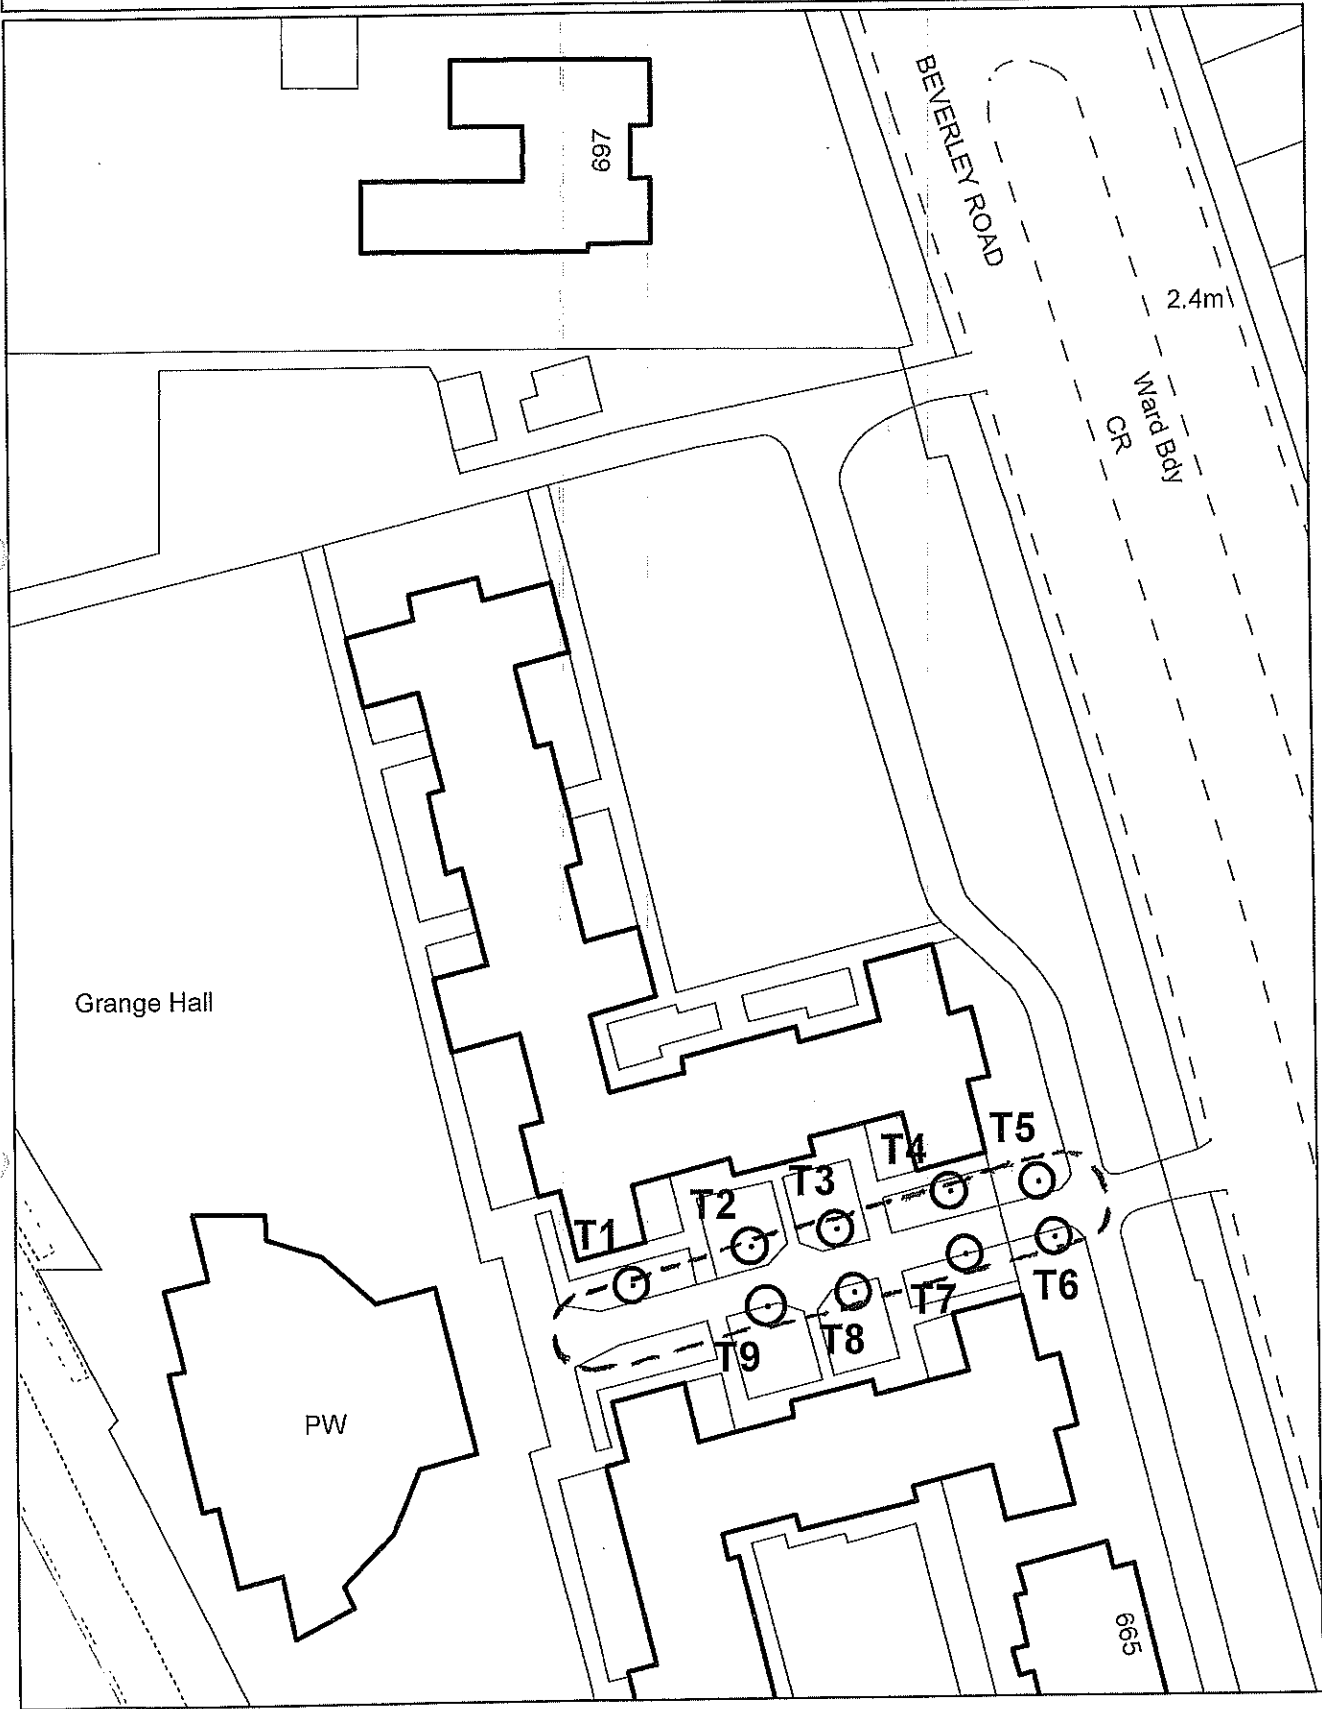 BEVERLEY ROAD
697
2.4m
Ward Bdy
CR
Grange Hall
T5
T4
T3
T2
T1
T6
T7
T8
T9
PW
665